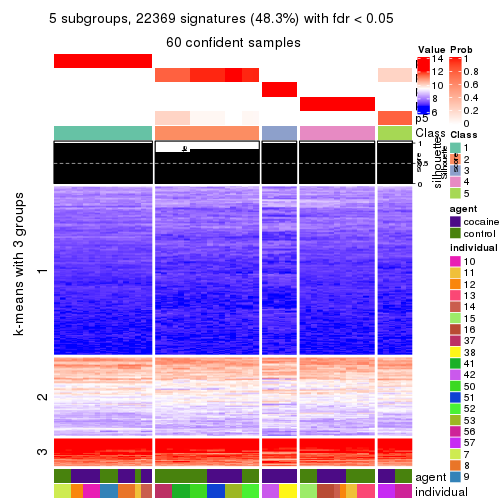 5 subgroups, 22369 signatures (48.3%) with fdr < 0.05
60 confident samples
k-means with 3 groups
1
2
3
p5
Class
silhouette
score
1
0.5
0
agent
individual
Value
14
12
10
8
6
Prob
1
0.8
0.6
0.4
0.2
0
Class
1
2
3
4
5
agent
cocaine
control
individual
10
11
12
13
14
15
16
37
38
41
42
50
51
52
53
56
57
7
8
9